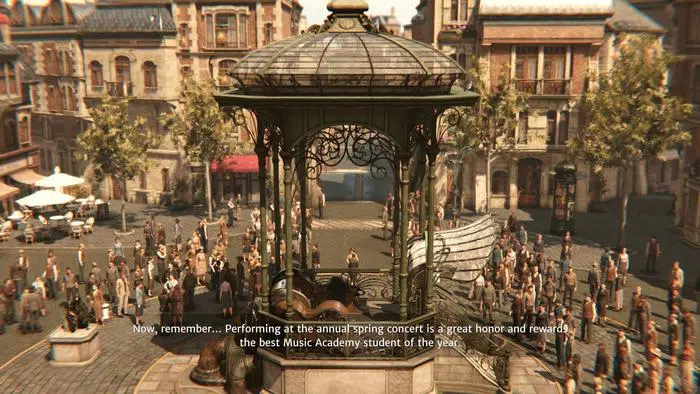 Now, remember... Performing at the annual spring concert is a great honor and rewards
the best Music Academy student of the year.